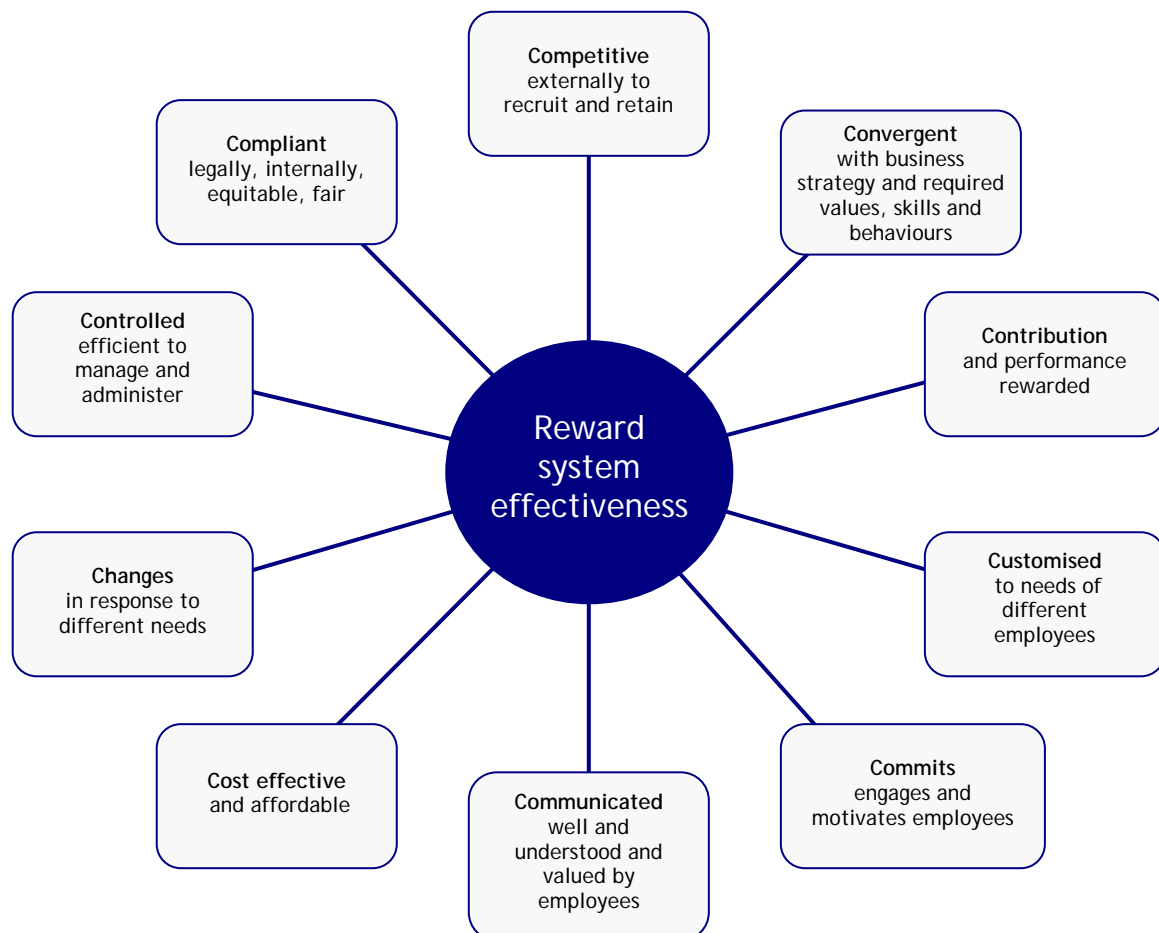 Competitive
externally to
recruit and retain
Convergent
with business
strategy and required
values, skills and
behaviours
Contribution
and performance
rewarded
Customised
to needs of
different
employees
Commits
engages and
motivates employees
Communicated
well and
understood and
valued by
employees
Cost effective
and affordable
Changes
in response to
different needs
Controlled
efficient to
manage and
administer
Compliant
legally, internally,
equitable, fair
Reward
system
effectiveness